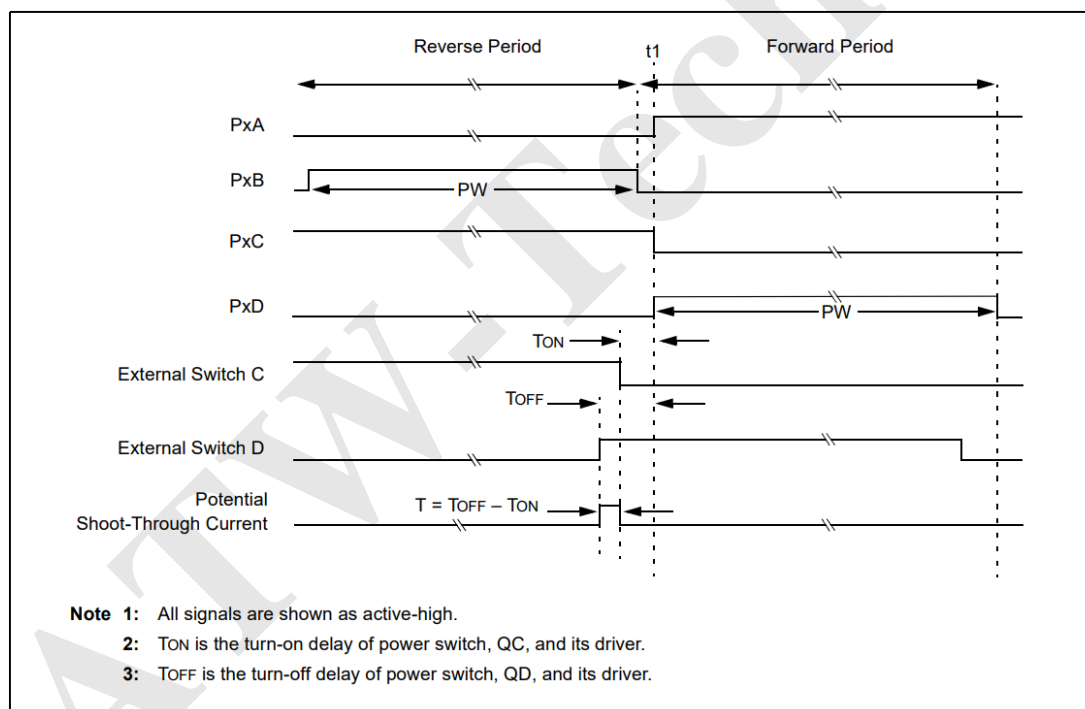 Reverse Period
t1
Forward Period
PxA
PxB
PW
PxC
PxD
PW
TON
External Switch C
TOFF
External Switch D
Potential
Shoot-Through Current
T = TOFF – TON
Note 1: All signals are shown as active-high.
2: TON is the turn-on delay of power switch, QC, and its driver.
3: TOFF is the turn-off delay of power switch, QD, and its driver.
ATW-Tech